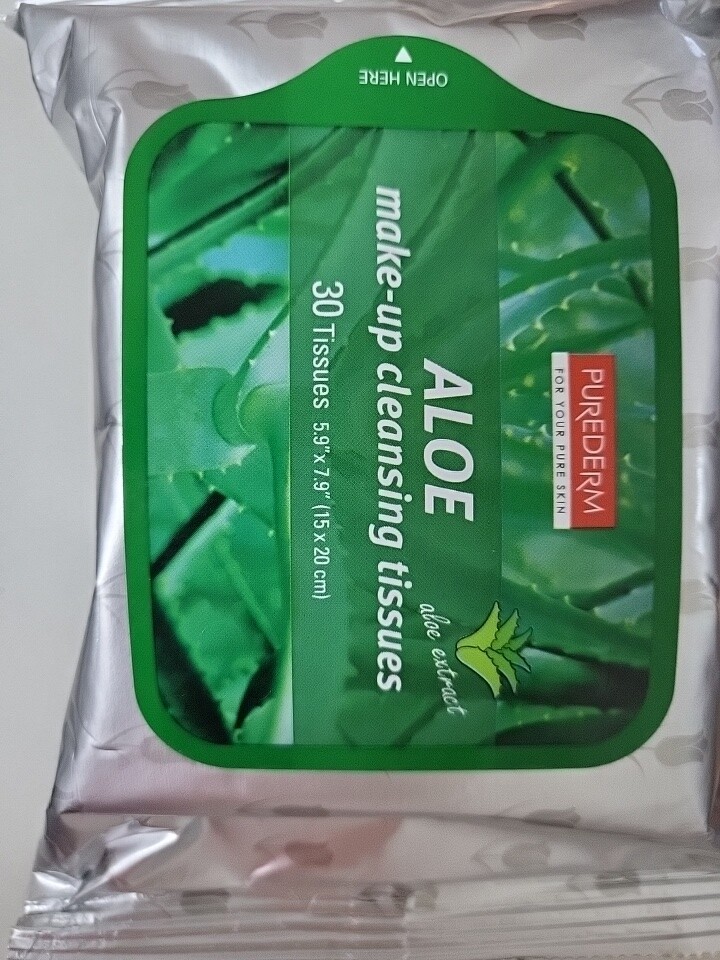 OPEN HERE
PUREDERM
FOR YOUR PURE SKIN
aloe extract
ALOE
make-up cleansing tissues
30 Tissues 5.9"x 7.9" (15 x 20 cm)